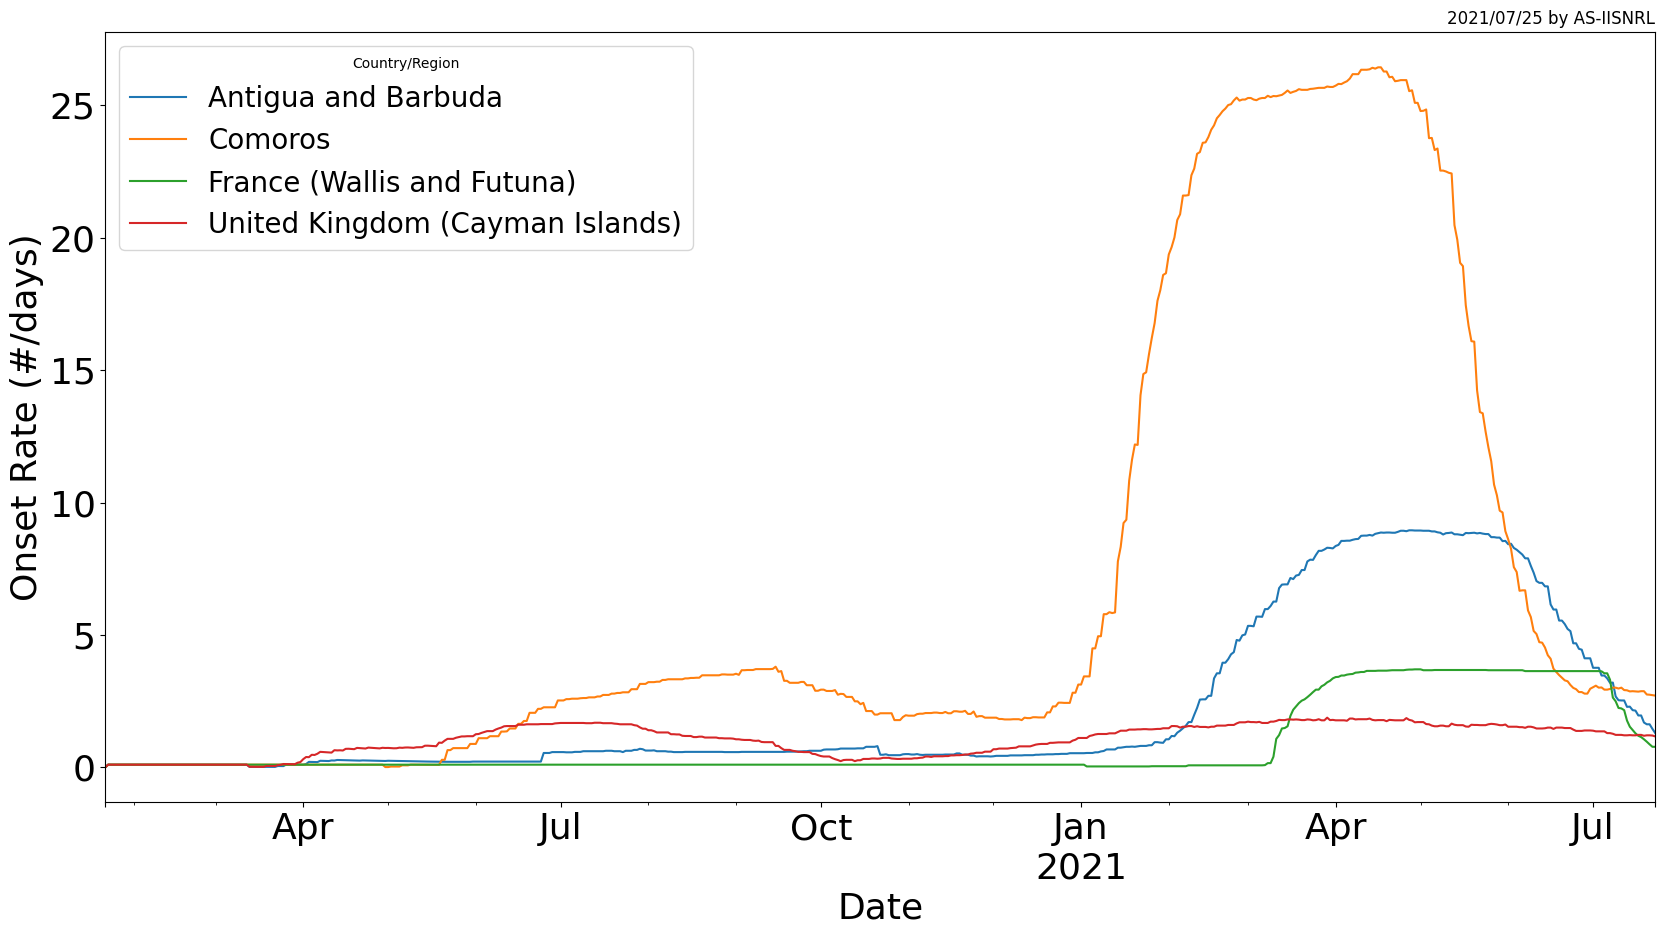 2021/07/25 by AS-IISNRL
Country/Region
Antigua and Barbuda
Comoros
France (Wallis and Futuna)
United Kingdom (Cayman Islands)
Onset Rate (#/days)
25
20
15
10
5
0
Apr Jul Oct Jan Apr Jul
2021
Date